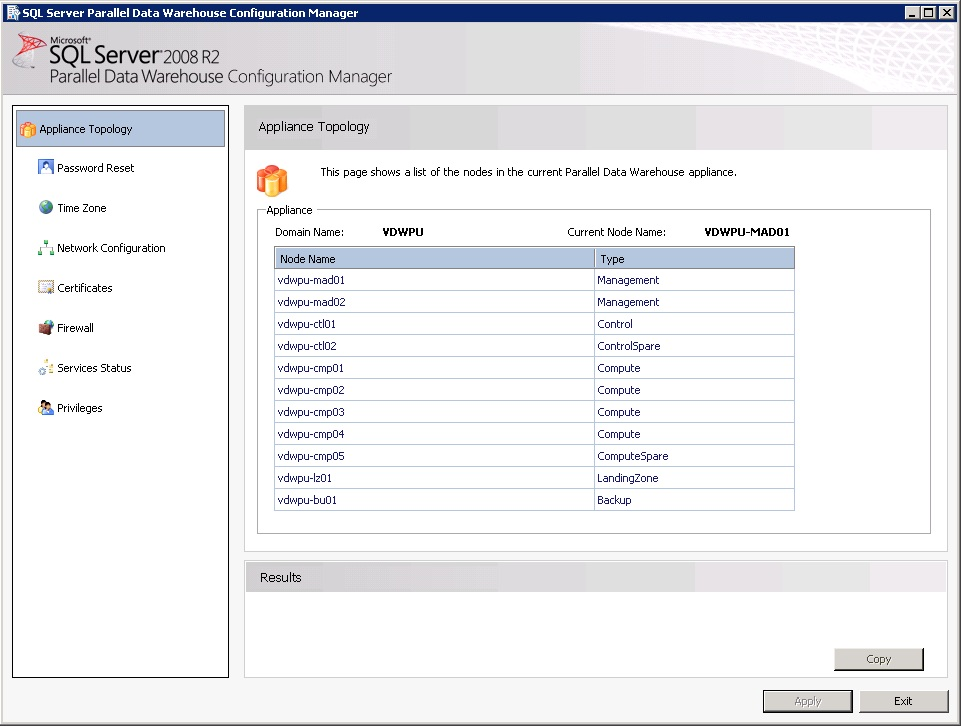 SQL Server Parallel Data Warehouse Configuration Manager
Microsoft®
SQL Server® 2008 R2
Parallel Data Warehouse Configuration Manager
Appliance Topology
Password Reset
Time Zone
Network Configuration
Certificates
Firewall
Services Status
Privileges
Appliance Topology
This page shows a list of the nodes in the current Parallel Data Warehouse appliance.
Appliance
Domain Name: VDWPU Current Node Name: VDWPU-MAD01
Node Name Type
vdwpu-mad01 Management
vdwpu-mad02 Management
vdwpu-ctl01 Control
vdwpu-ctl02 ControlSpare
vdwpu-cmp01 Compute
vdwpu-cmp02 Compute
vdwpu-cmp03 Compute
vdwpu-cmp04 Compute
vdwpu-cmp05 ComputeSpare
vdwpu-lz01 LandingZone
vdwpu-bu01 Backup
Results
Copy
Apply Exit